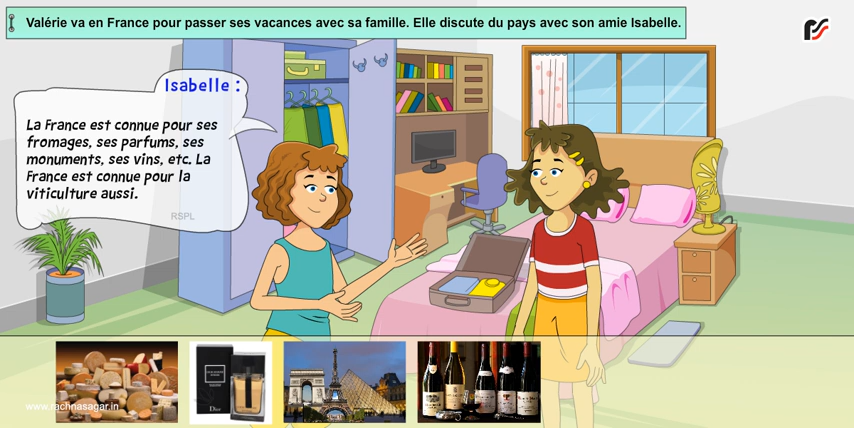 Valérie va en France pour passer ses vacances avec sa famille. Elle discute du pays avec son amie Isabelle.
Isabelle :
La France est connue pour ses
fromages, ses parfums, ses
monuments, ses vins, etc. La
France est connue pour la
viticulture aussi.
RSPL
Dior
www.rachnasagar.in